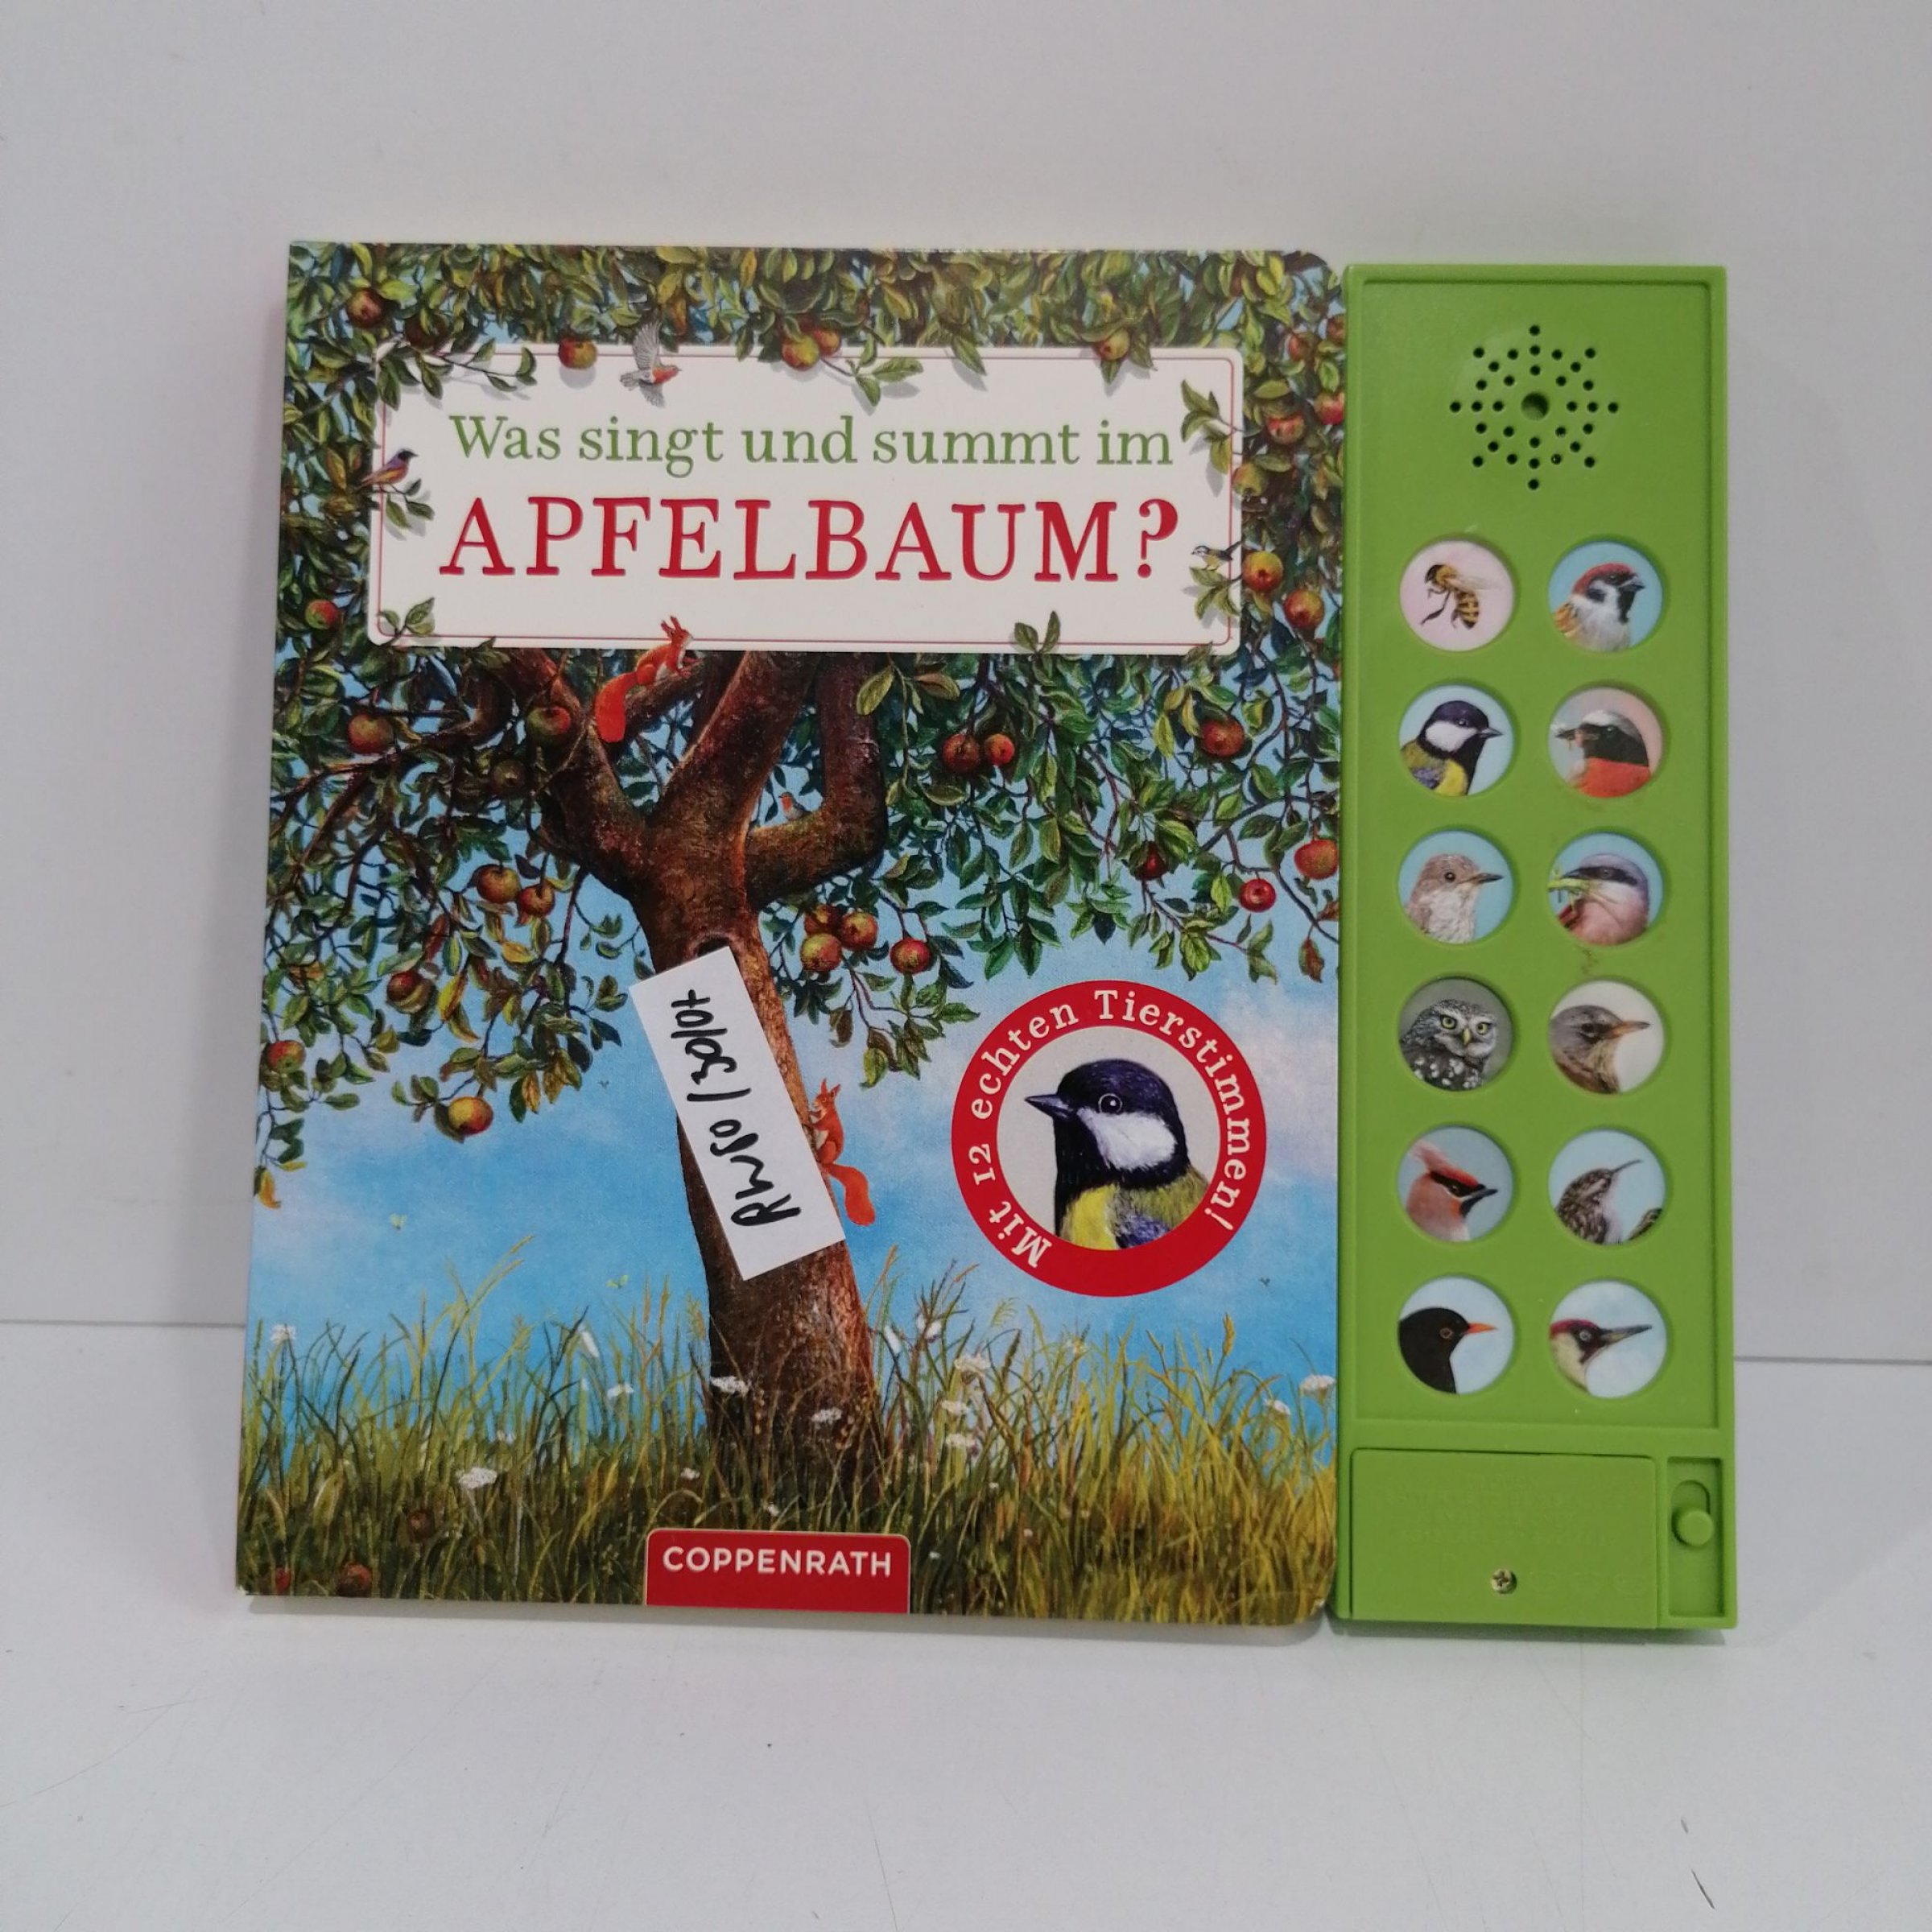 Was singt und summt im
APFELBAUM?
Mit 12 echten Tierstimmen!
COPPENRATH